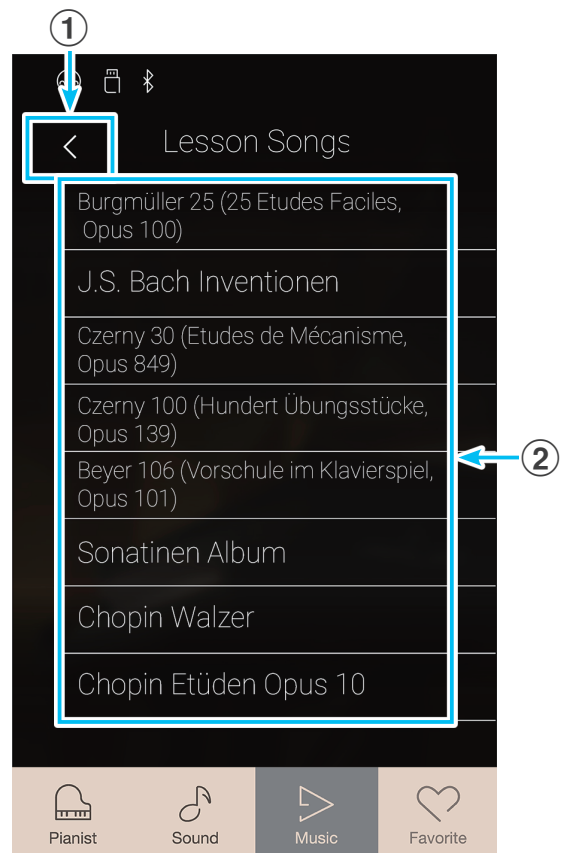 1
Lesson Songs
Burgmüller 25 (25 Etudes Faciles,
Opus 100)
J.S. Bach Inventionen
Czerny 30 (Etudes de Mécanisme,
Opus 849)
Czerny 100 (Hundert Übungsstücke,
Opus 139)
Beyer 106 (Vorschule im Klavierspiel,
Opus 101)
2
Sonatinen Album
Chopin Walzer
Chopin Etüden Opus 10
Pianist Sound Music Favorite